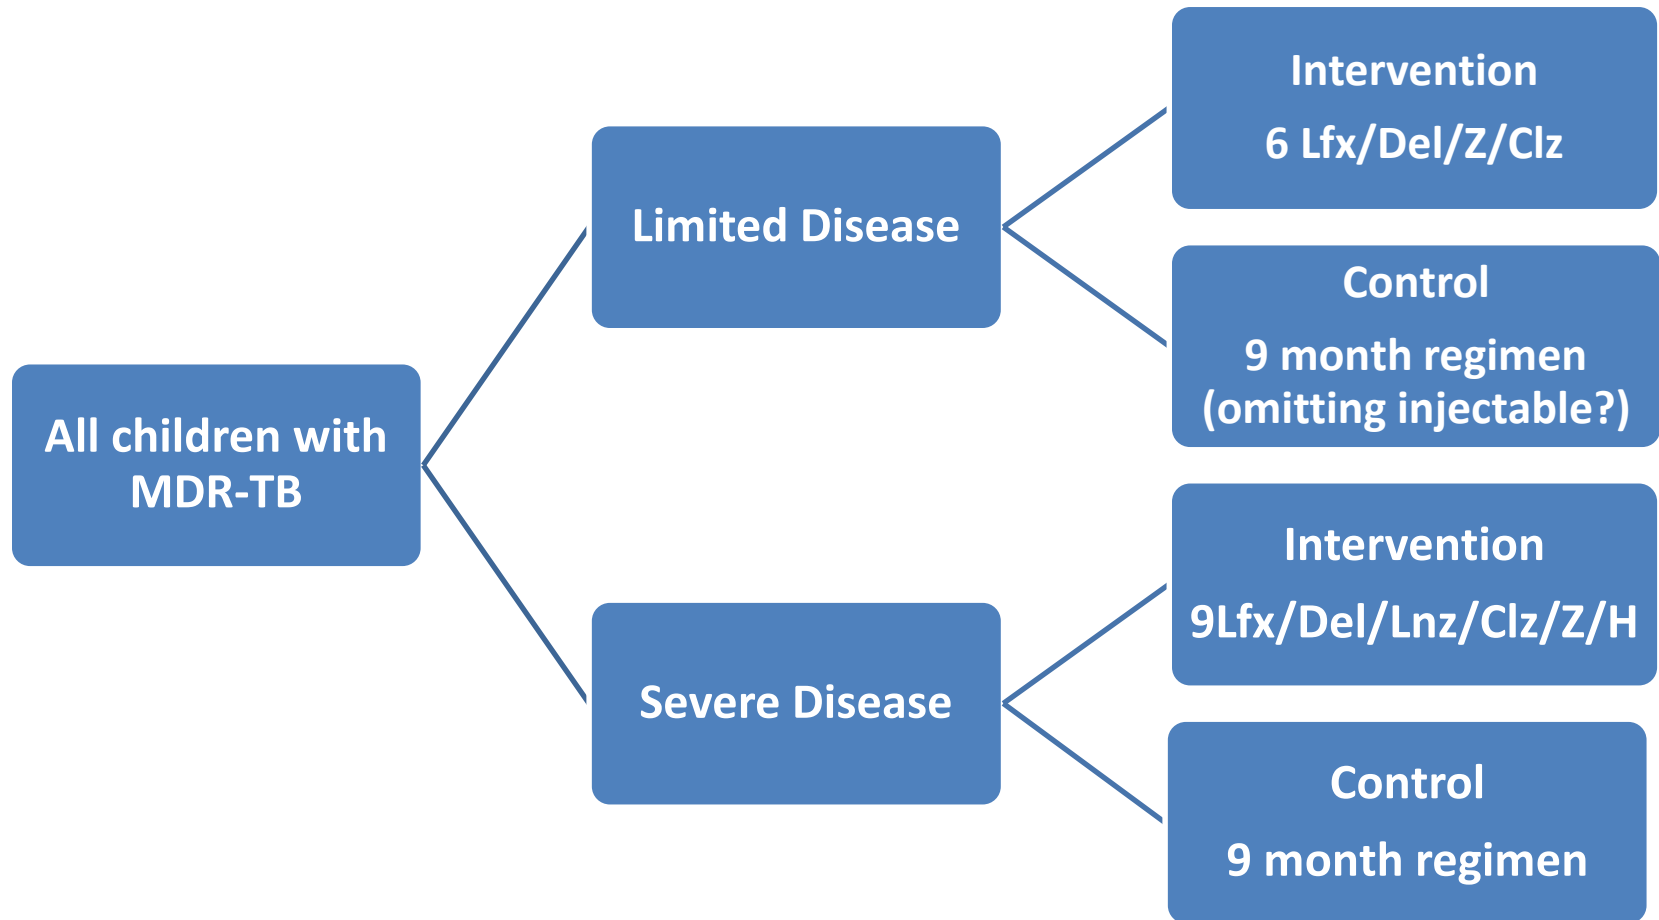 All children with
MDR-TB
Limited Disease
Severe Disease
Intervention
6 Lfx/Del/Z/Clz
Control
9 month regimen
(omitting injectable?)
Intervention
9Lfx/Del/Lnz/Clz/Z/H
Control
9 month regimen